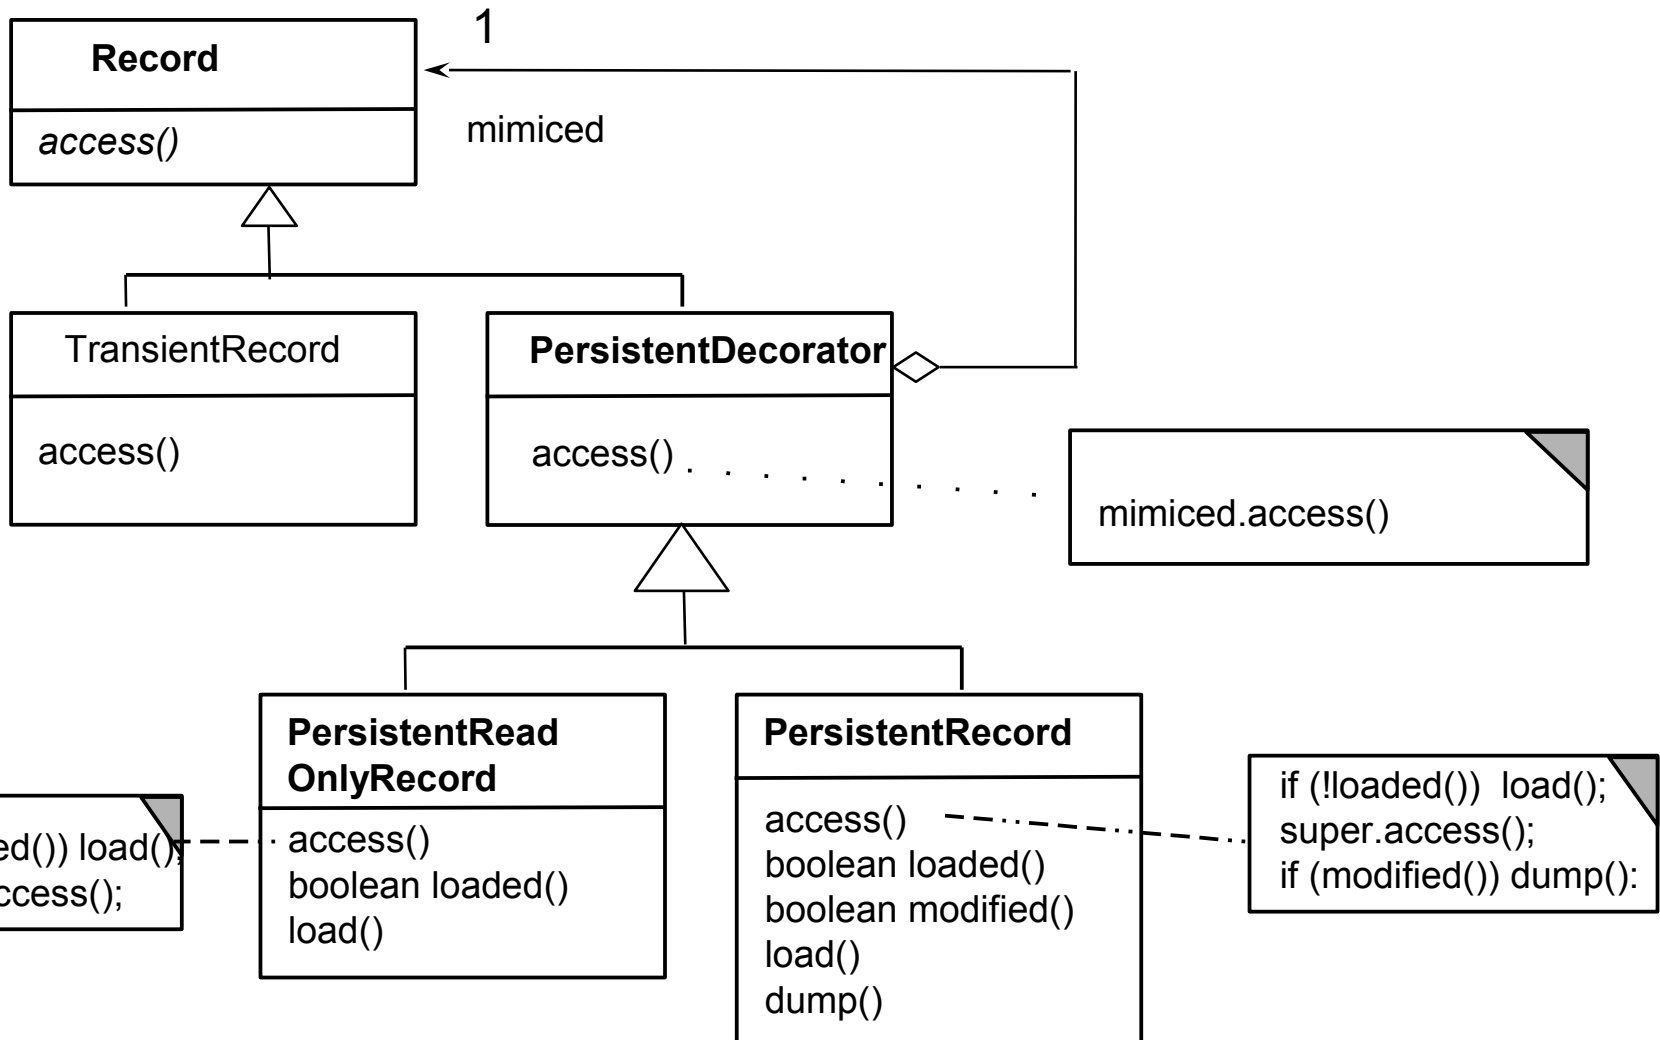 1
Record
mimiced
access()
TransientRecord
PersistentDecorator
access()
access()
mimiced.access()
PersistentRead
OnlyRecord
PersistentRecord
load();
access()
boolean loaded()
load()
access()
boolean loaded()
boolean modified()
load()
dump()
if (!loaded()) load();
super.access();
if (modified()) dump():